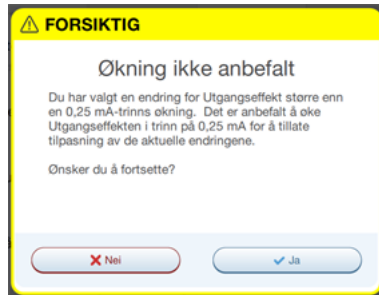 FORSIKTIG
Økning ikke anbefalt
Du har valgt en endring for Utgangseffekt større enn
en 0,25 mA-trinns økning. Det er anbefalt å øke
Utgangseffekten i trinn på 0,25 mA for å tillate
tilpasning av de aktuelle endringene.
Ønsker du å fortsette?
Nei
Ja